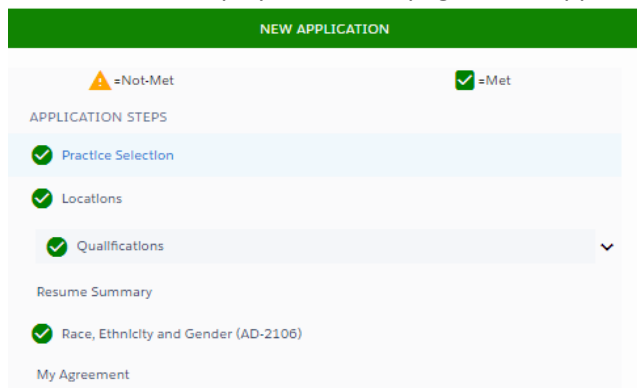 NEW APPLICATION
=Not-Met
=Met
APPLICATION STEPS
Practice Selection
Locations
Qualifications
Resume Summary
Race, Ethnicity and Gender (AD-2106)
My Agreement